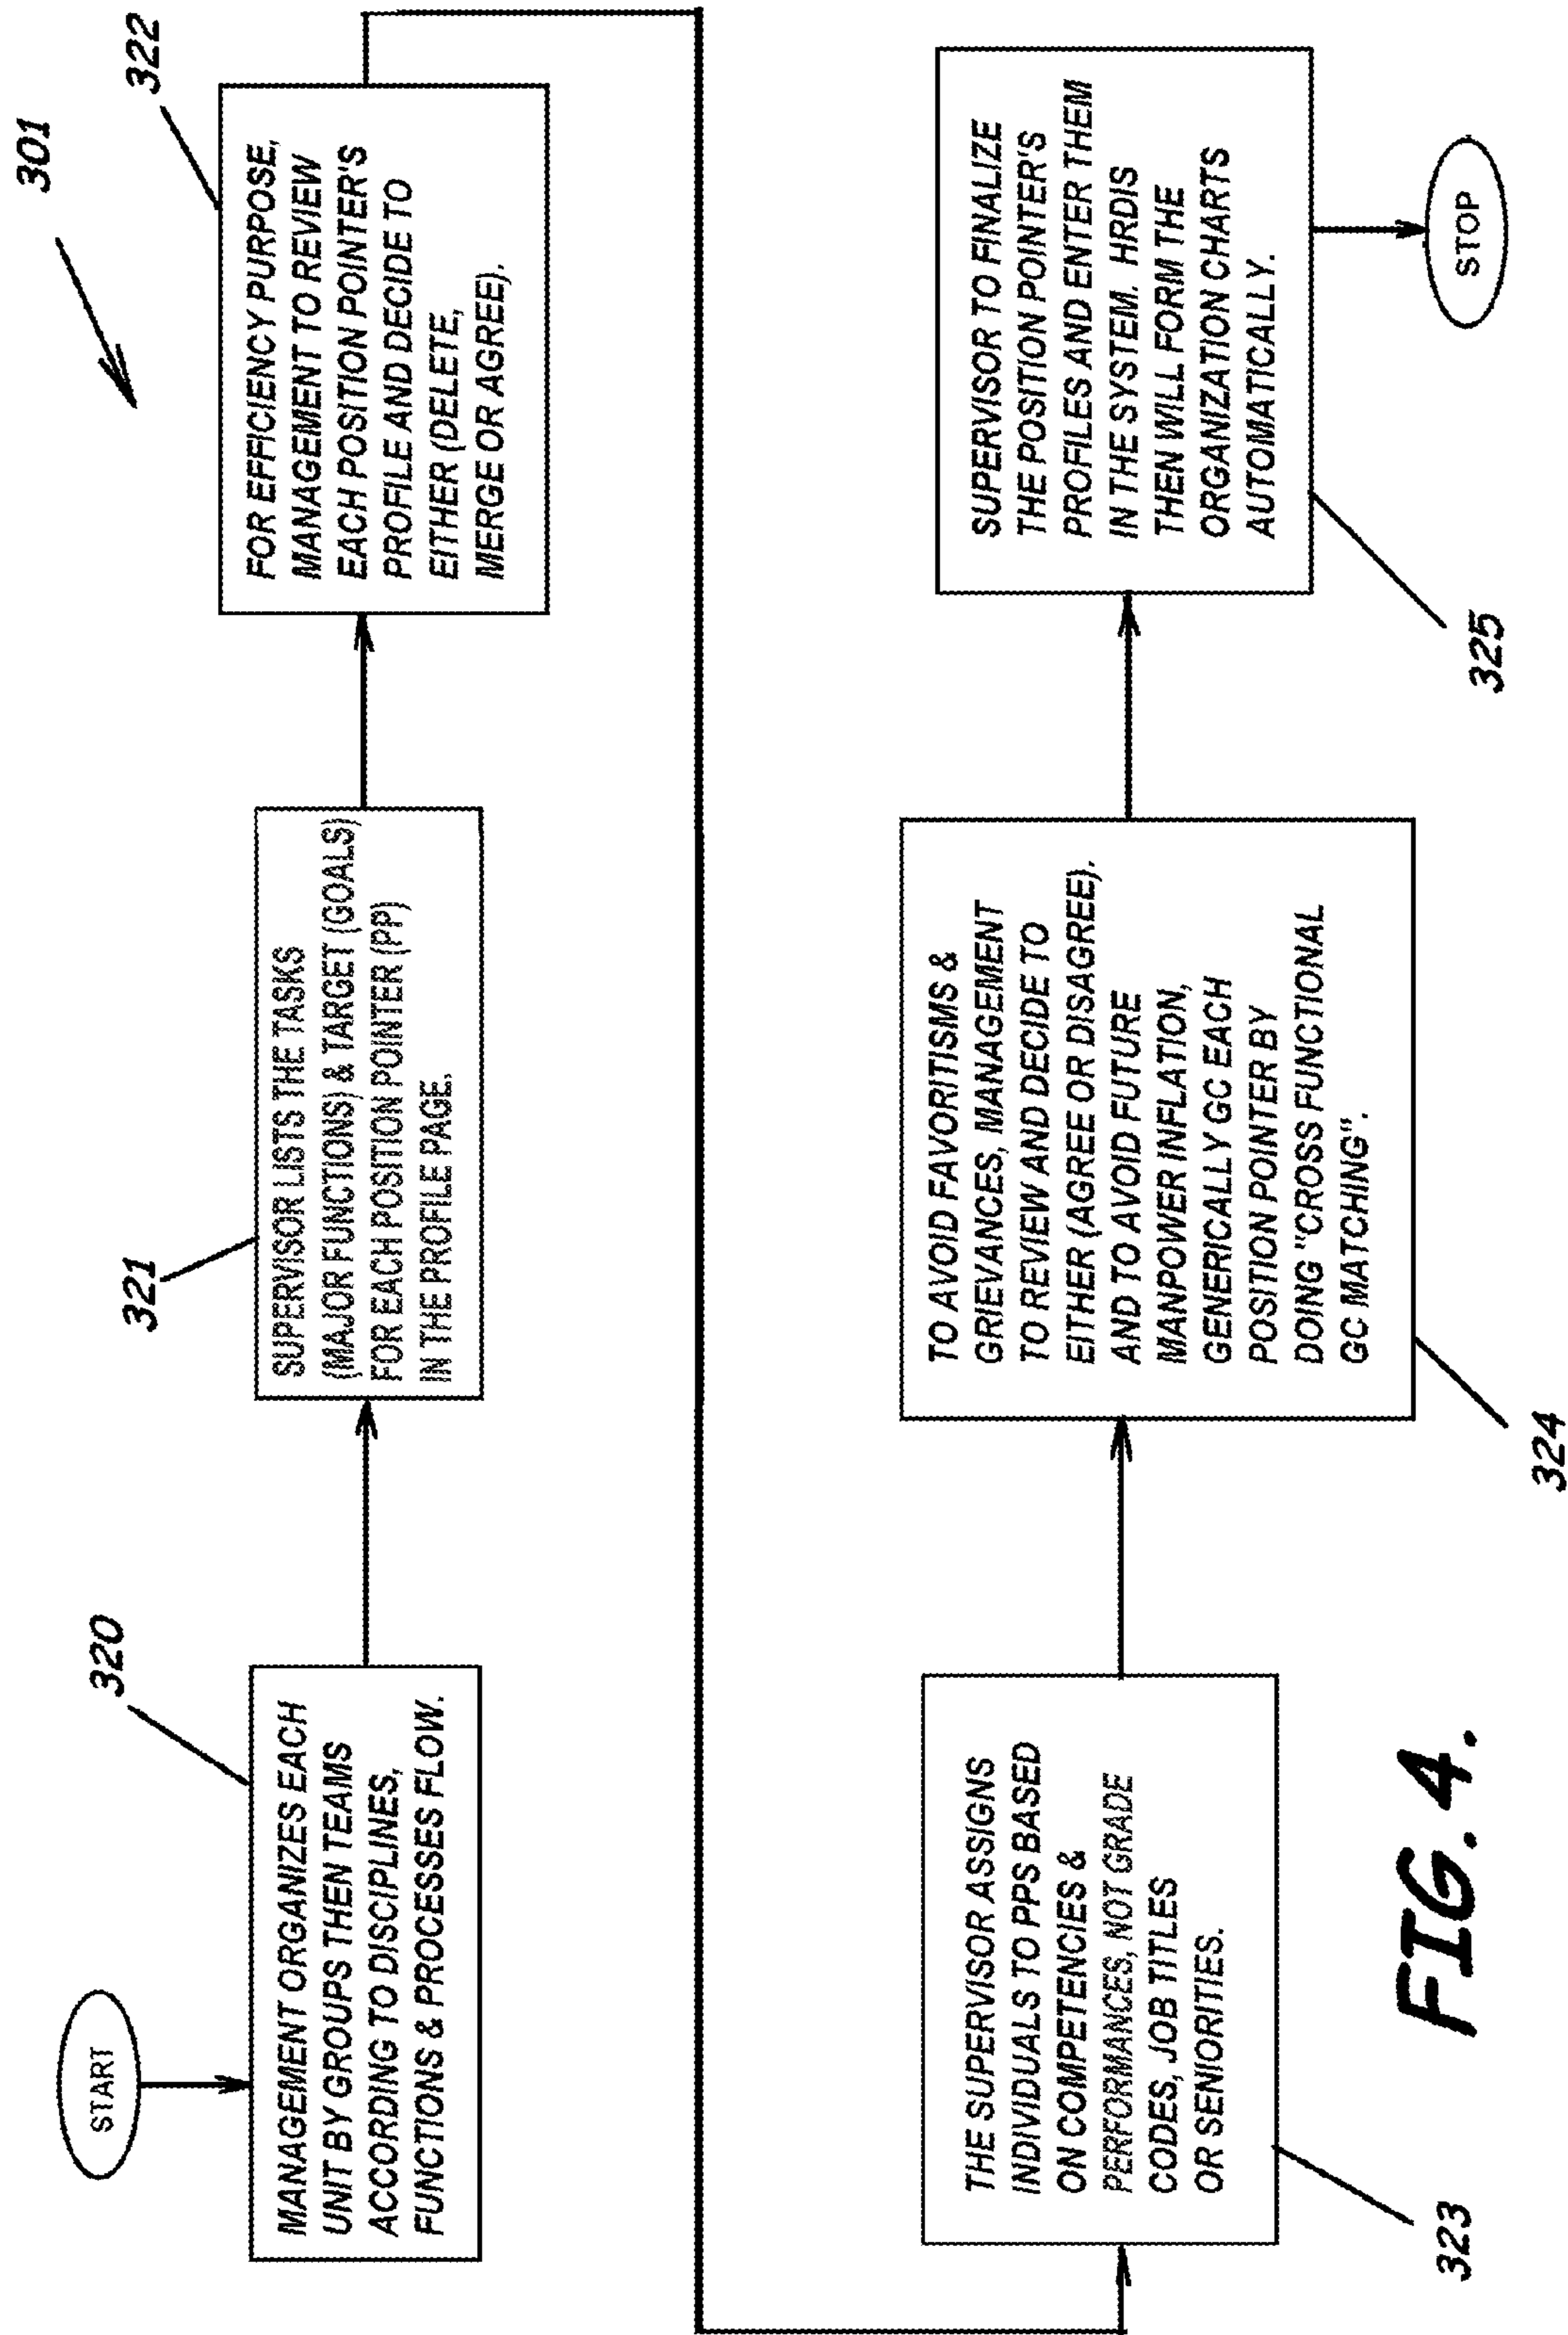 301
START
320
MANAGEMENT ORGANIZES EACH
UNIT BY GROUPS THEN TEAMS
ACCORDING TO DISCIPLINES,
FUNCTIONS & PROCESSES FLOW.
321
SUPERVISOR LISTS THE TASKS
(MAJOR FUNCTIONS) & TARGET (GOALS)
FOR EACH POSITION POINTER (PP)
IN THE PROFILE PAGE.
322
FOR EFFICIENCY PURPOSE,
MANAGEMENT TO REVIEW
EACH POSITION POINTER'S
PROFILE AND DECIDE TO
EITHER (DELETE,
MERGE OR AGREE).
THE SUPERVISOR ASSIGNS
INDIVIDUALS TO PPS BASED
ON COMPETENCIES &
PERFORMANCES, NOT GRADE
CODES, JOB TITLES
OR SENIORITIES.
323
TO AVOID FAVORITISMS &
GRIEVANCES, MANAGEMENT
TO REVIEW AND DECIDE TO
EITHER (AGREE OR DISAGREE).
AND TO AVOID FUTURE
MANPOWER INFLATION,
GENERICALLY GC EACH
POSITION POINTER BY
DOING "CROSS FUNCTIONAL
GC MATCHING".
324
SUPERVISOR TO FINALIZE
THE POSITION POINTER'S
PROFILES AND ENTER THEM
IN THE SYSTEM. HRDIS
THEN WILL FORM THE
ORGANIZATION CHARTS
AUTOMATICALLY.
325
STOP
FIG. 4.